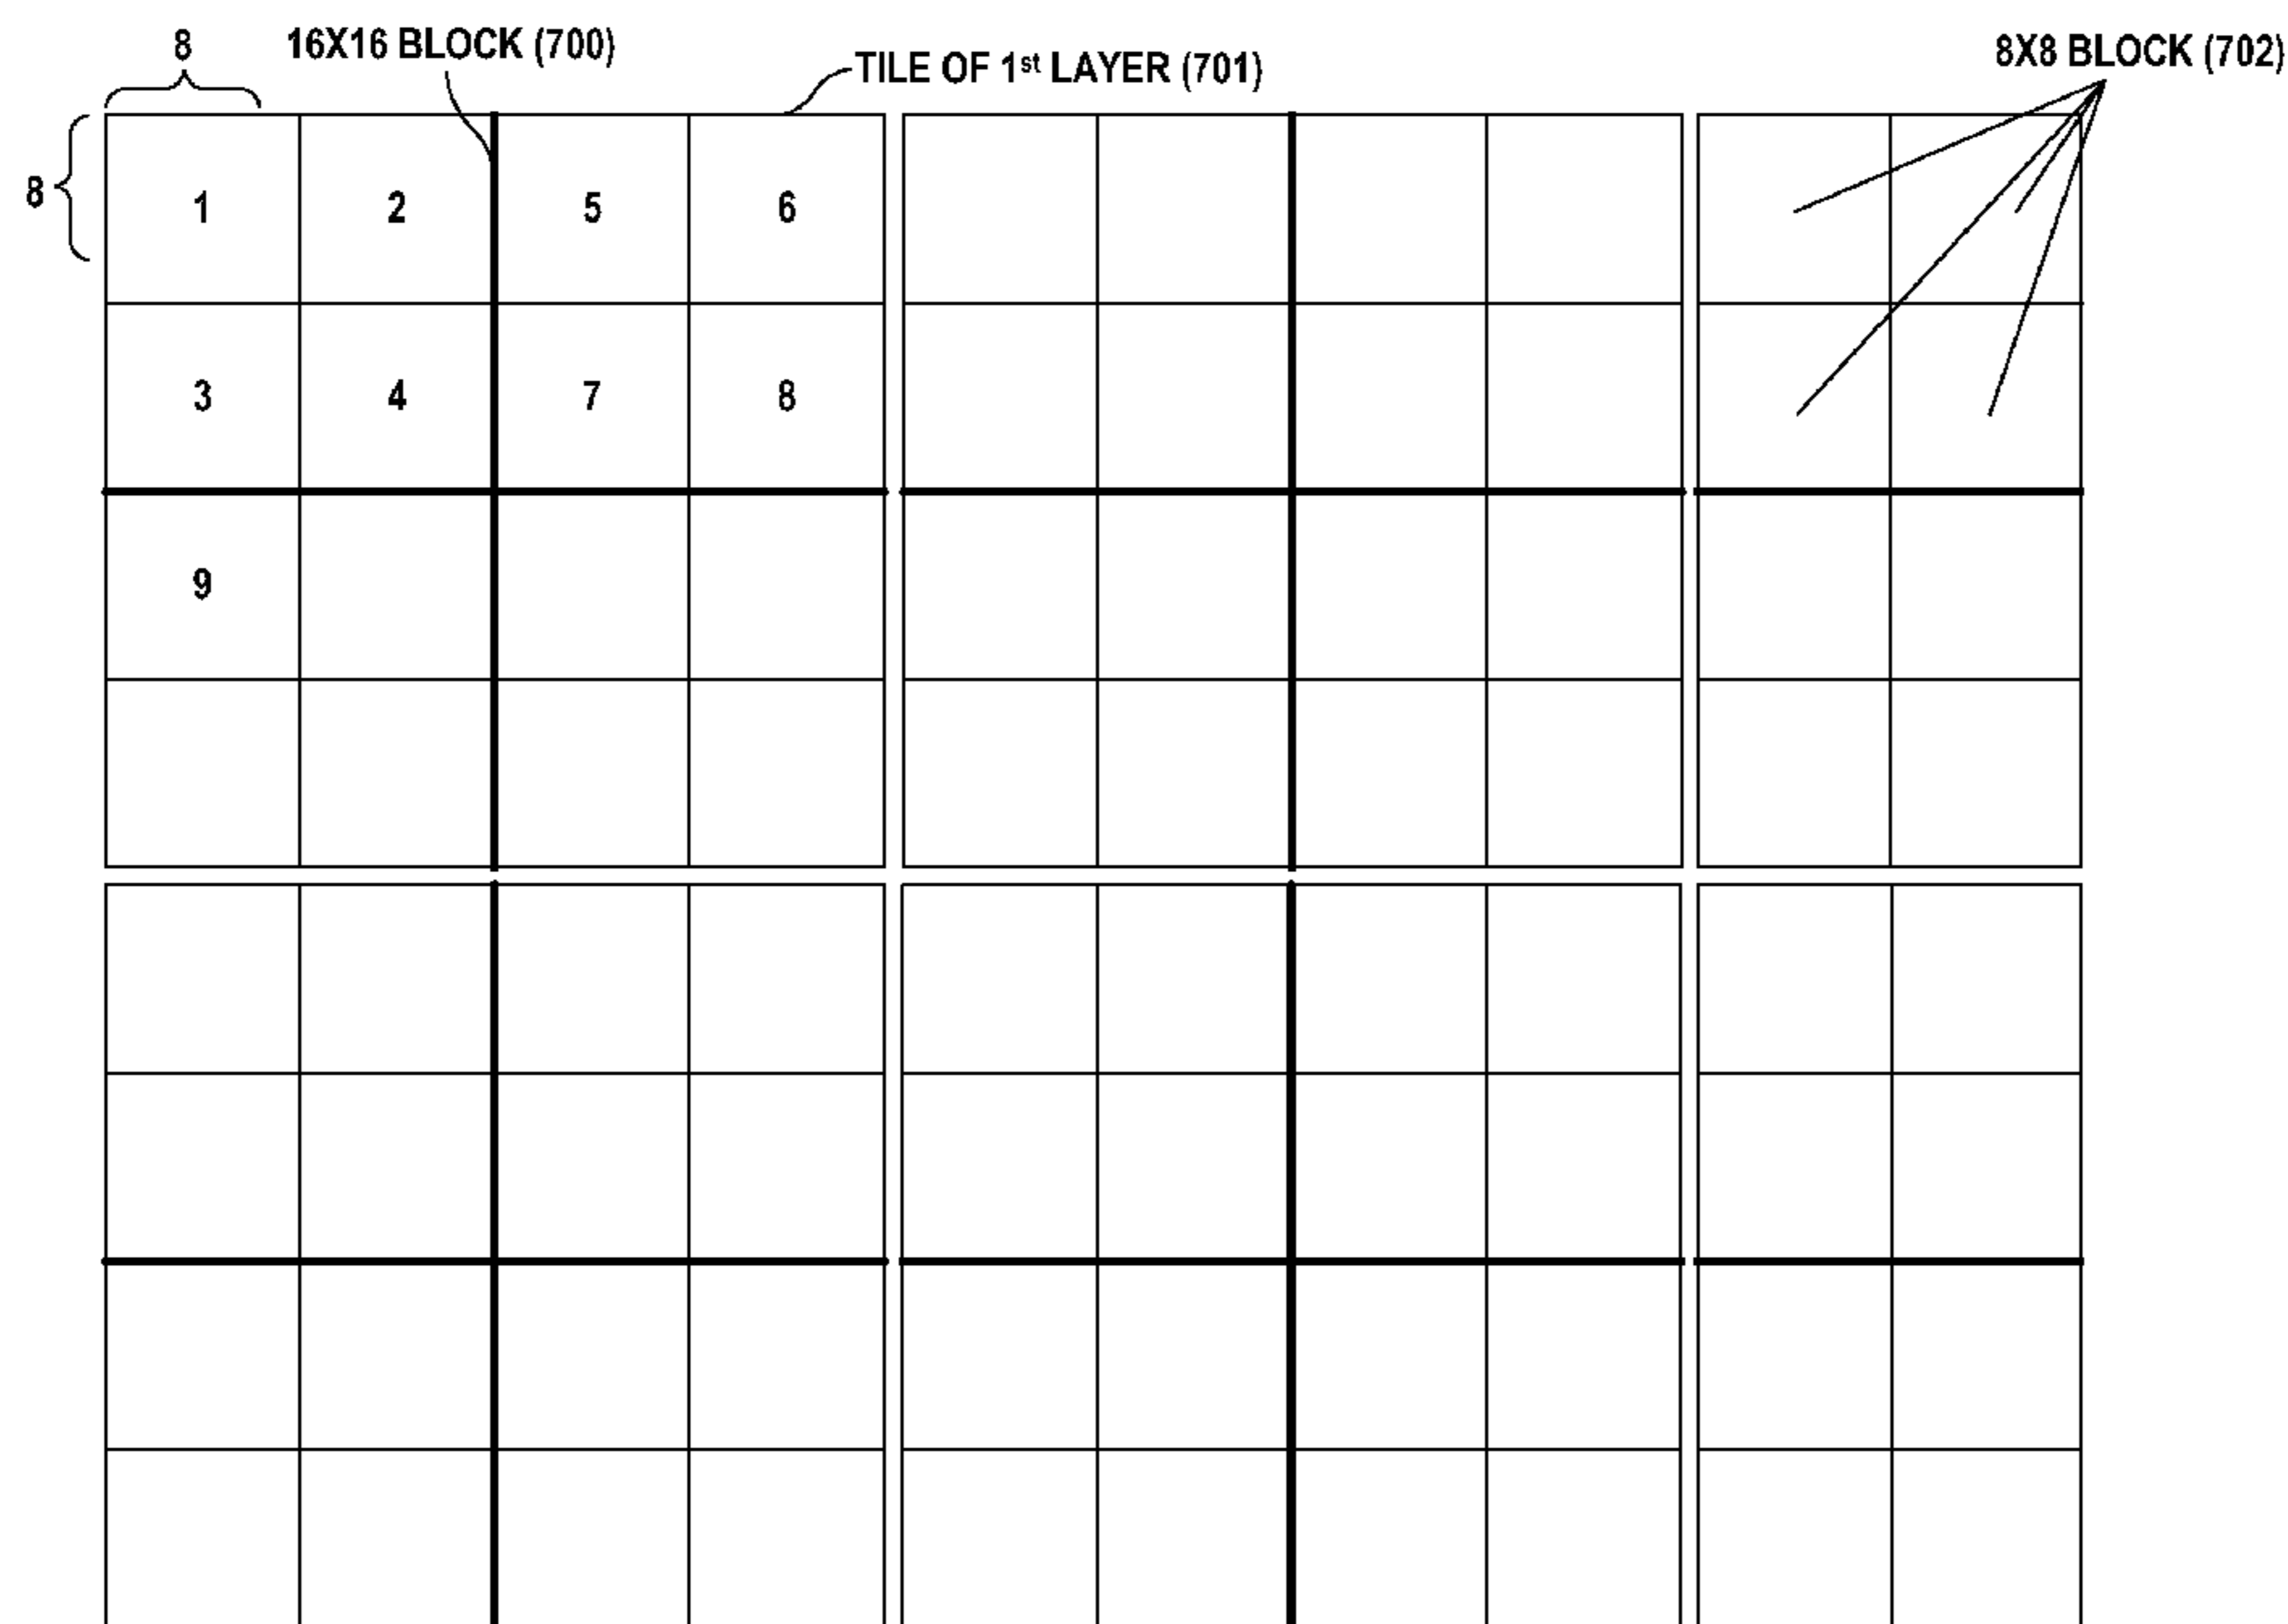 8
16X16 BLOCK (700)
TILE OF 1st LAYER (701)
8X8 BLOCK (702)
8
1 2 5 6
3 4 7 8
9